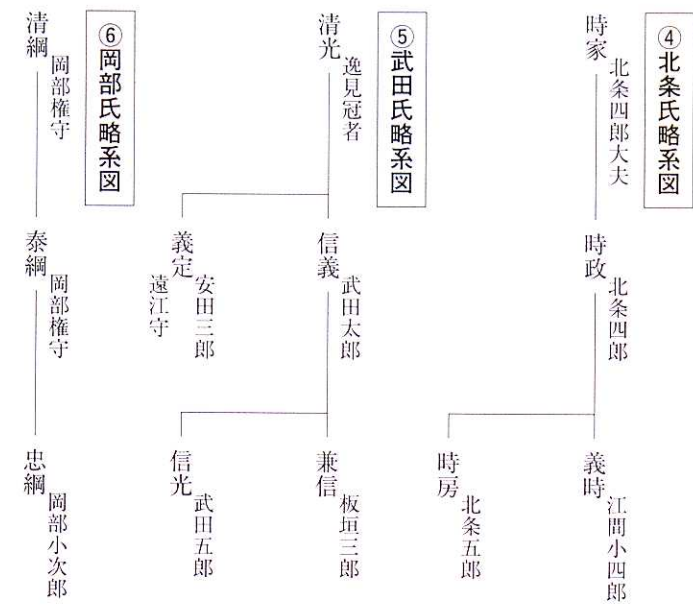 ④北条氏略系図
時家
北条四郎大夫
時政
北条四郎
義時
江間小四郎
時房
北条五郎
⑤武田氏略系図
清光
逸見冠者
信義
武田太郎
兼信
板垣三郎
信光
武田五郎
義定
安田三郎
遠江守
⑥岡部氏略系図
清綱
岡部権守
泰綱
岡部権守
忠綱
岡部小次郎